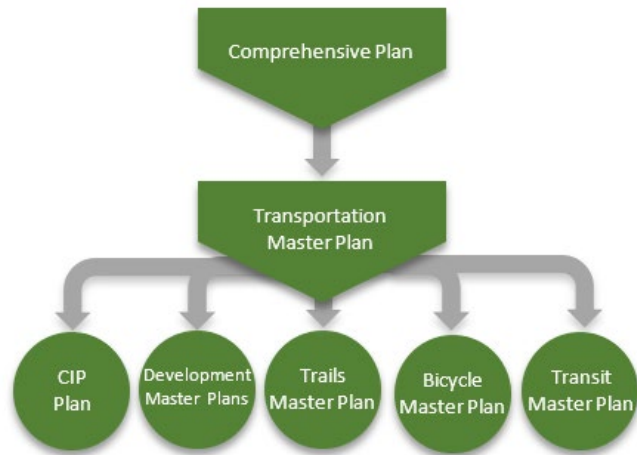 Comprehensive Plan
Transportation
Master Plan
CIP
Plan
Development
Master Plans
Trails
Master Plan
Bicycle
Master Plan
Transit
Master Plan